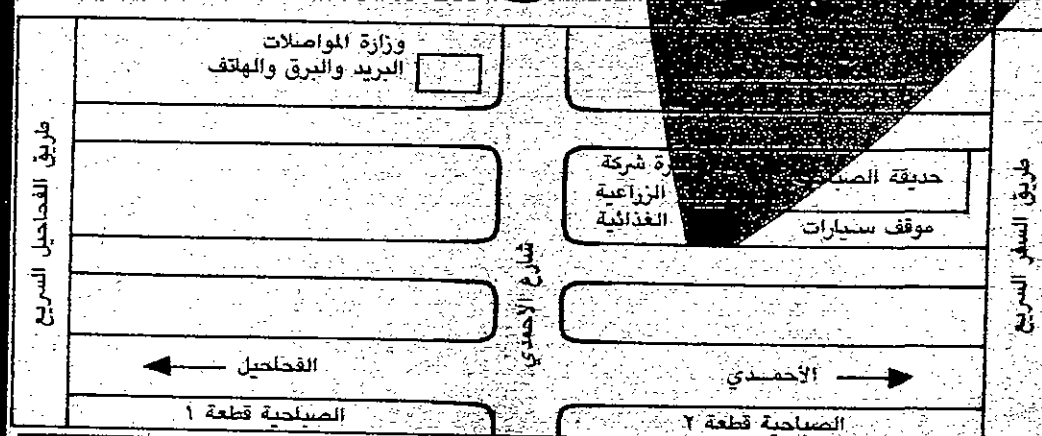 وزارة المواصلات
البريد والبرق والهاتف
شركة
الزراعية
الغذائية
حديقة
موقف سيارات
طريق الفحاحيل السريع
شارع الأحمدي
طريق السفر السريع
الفحاحيل
الأحمدي
الصباحية قطعة ١
الصباحية قطعة ٢